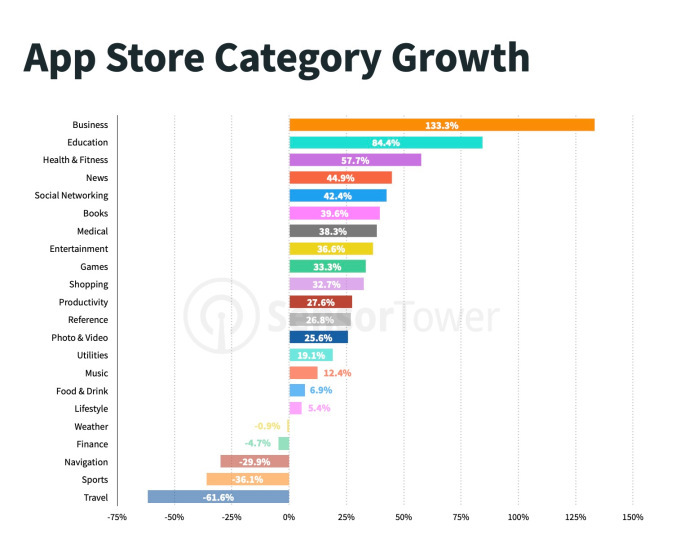 App Store Category Growth
Business 133.3%
Education 84.4%
Health & Fitness 57.7%
News 44.9%
Social Networking 42.4%
Books 39.6%
Medical 38.3%
Entertainment 36.6%
Games 33.3%
Shopping 32.7%
Productivity 27.6%
Reference 26.8%
Photo & Video 25.6%
Utilities 19.1%
Music 12.4%
Food & Drink 6.9%
Lifestyle 5.4%
Weather -0.9%
Finance -4.7%
Navigation -29.9%
Sports -36.1%
Travel -61.6%
-75% -50% -25% 0% 25% 50% 75% 100% 125% 150%
SensorTower